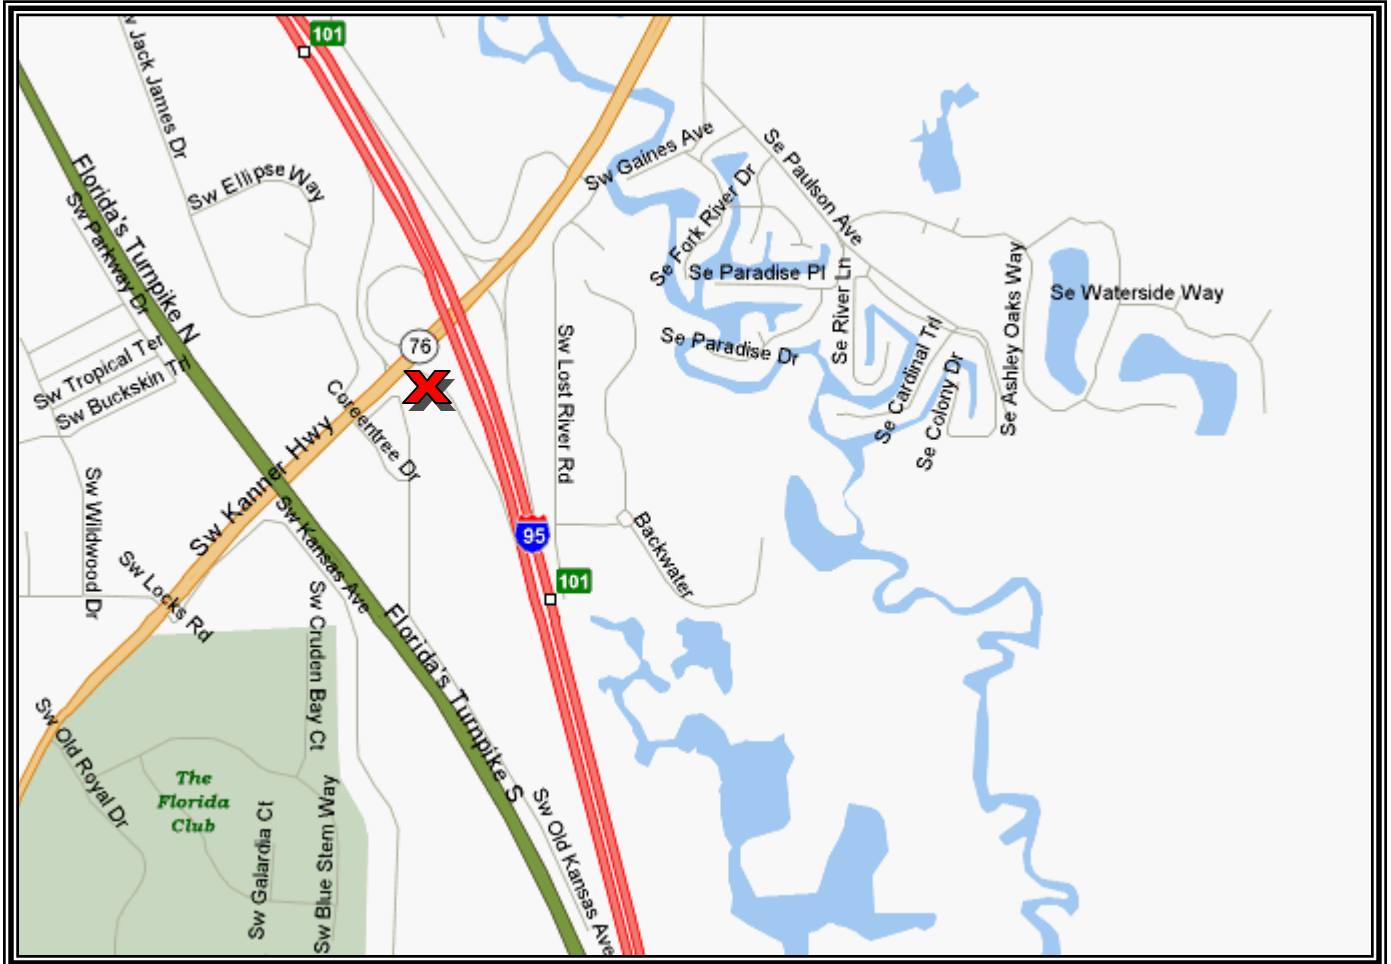 101
Sw Jack James Dr
Sw Gaines Ave
Se Paulson Ave
Florida's Turnpike N
Sw Ellipse Way
Sw Parkway Dr
Se Fork River Dr
Se Paradise Pl
Se River Ln
Se Ashley Oaks Way
Se Waterside Way
76
Sw Lost River Rd
Se Paradise Dr
Se Cardinal Trl
Se Colony Dr
Sw Tropical Ter
Sw Buckskin Trl
Coreentree Dr
Sw Kanner Hwy
Sw Wildwood Dr
Sw Kansas Ave
95
Backwater
101
Sw Locks Rd
Sw Cruden Bay Ct
Florida's Turnpike S
Sw Old Royal Dr
The
Florida
Club
Sw Galardia Ct
Sw Blue Stem Way
Sw Old Kansas Ave